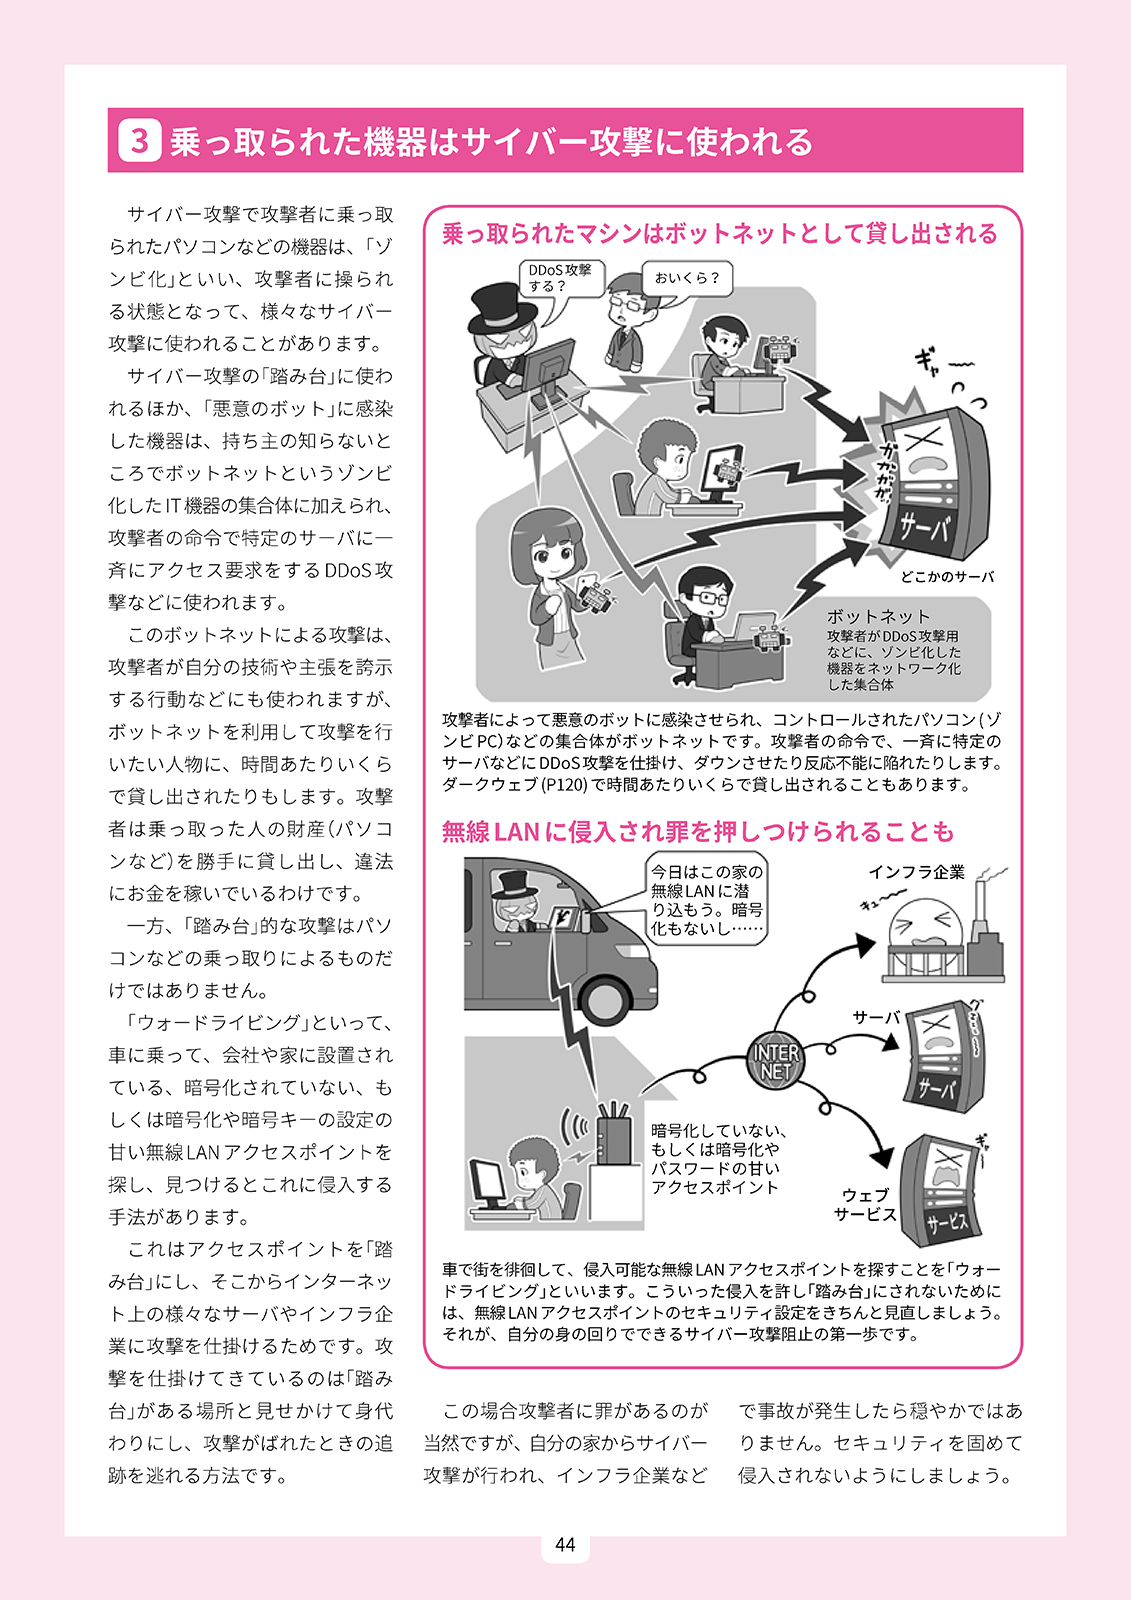 3 乗っ取られた機器はサイバー攻撃に使われる
サイバー攻撃で攻撃者に乗っ取
られたパソコンなどの機器は、「ゾ
ンビ化」といい、攻撃者に操られ
る状態となって、様々なサイバー
攻撃に使われることがあります。
サイバー攻撃の「踏み台」に使わ
れるほか、「悪意のボット」に感染
した機器は、持ち主の知らないと
ころでボットネットというゾンビ
化したIT機器の集合体に加えられ、
攻撃者の命令で特定のサーバに一
斉にアクセス要求をするDDoS攻
撃などに使われます。
このボットネットによる攻撃は、
攻撃者が自分の技術や主張を誇示
する行動などにも使われますが、
ボットネットを利用して攻撃を行
いたい人物に、時間あたりいくら
で貸し出されたりもします。攻撃
者は乗っ取った人の財産(パソコ
ンなど)を勝手に貸し出し、違法
にお金を稼いでいるわけです。
一方、「踏み台」的な攻撃はパソ
コンなどの乗っ取りによるものだ
けではありません。
「ウォードライビング」といって、
車に乗って、会社や家に設置され
ている、暗号化されていない、も
しくは暗号化や暗号キーの設定の
甘い無線LANアクセスポイントを
探し、見つけるとこれに侵入する
手法があります。
これはアクセスポイントを「踏
み台」にし、そこからインターネッ
ト上の様々なサーバやインフラ企
業に攻撃を仕掛けるためです。攻
撃を仕掛けてきているのは「踏み
台」がある場所と見せかけて身代
わりにし、攻撃がばれたときの追
跡を逃れる方法です。
乗っ取られたマシンはボットネットとして貸し出される
DDoS攻撃
する？
おいくら？
ギャー
ガガガガ!
サーバ
どこかのサーバ
ボットネット
攻撃者がDDoS攻撃用
などに、ゾンビ化した
機器をネットワーク化
した集合体
攻撃者によって悪意のボットに感染させられ、コントロールされたパソコン(ゾ
ンビPC)などの集合体がボットネットです。攻撃者の命令で、一斉に特定の
サーバなどにDDoS攻撃を仕掛け、ダウンさせたり反応不能に陥れたりします。
ダークウェブ(P120)で時間あたりいくらで貸し出されることもあります。
無線LANに侵入され罪を押しつけられることも
今日はこの家の
無線LANに潜
り込もう。暗号
化もないし……
インフラ企業
キュー
サーバ
サーバ
INTER
NET
暗号化していない、
もしくは暗号化や
パスワードの甘い
アクセスポイント
ウェブ
サービス
ギャー
サービス
車で街を徘徊して、侵入可能な無線LANアクセスポイントを探すことを「ウォー
ドライビング」といいます。こういった侵入を許し「踏み台」にされないために
は、無線LANアクセスポイントのセキュリティ設定をきちんと見直しましょう。
それが、自分の身の回りでできるサイバー攻撃阻止の第一歩です。
この場合攻撃者に罪があるのが
当然ですが、自分の家からサイバー
攻撃が行われ、インフラ企業など
で事故が発生したら穏やかではあ
りません。セキュリティを固めて
侵入されないようにしましょう。
44